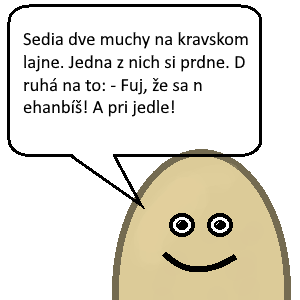 Sedia dve muchy na kravskom
lajne. Jedna z nich si prdne. D
ruhá na to: - Fuj, že sa n
ehanbíš! A pri jedle!